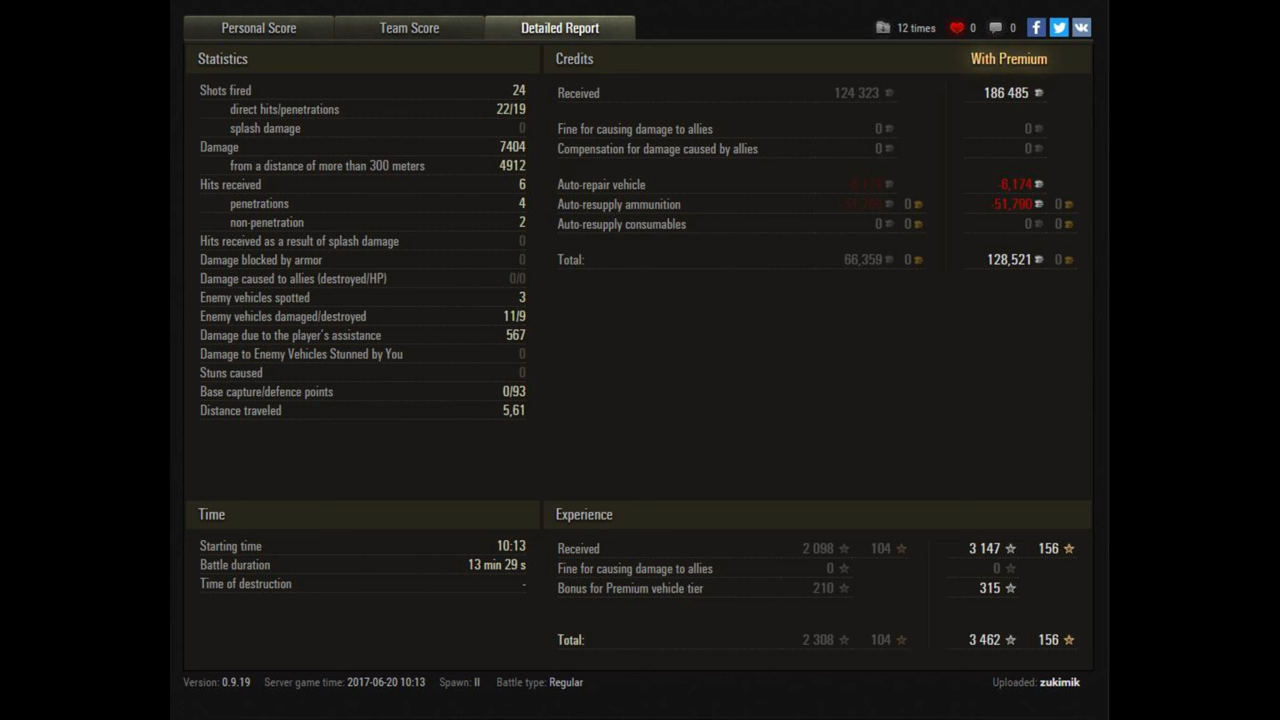 Personal Score Team Score Detailed Report 12 times 0 0
Statistics
Shots fired 24
direct hits/penetrations 22/19
splash damage 0
Damage 7404
from a distance of more than 300 meters 4912
Hits received 6
penetrations 4
non-penetration 2
Hits received as a result of splash damage 0
Damage blocked by armor 0
Damage caused to allies (destroyed/HP) 0/0
Enemy vehicles spotted 3
Enemy vehicles damaged/destroyed 11/9
Damage due to the player's assistance 567
Damage to Enemy Vehicles Stunned by You 0
Stuns caused 0
Base capture/defence points 0/93
Distance traveled 5,61
Credits With Premium
Received 124 323 186 485
Fine for causing damage to allies 0 0
Compensation for damage caused by allies 0 0
Auto-repair vehicle -6,174
Auto-resupply ammunition 0 -51,790 0
Auto-resupply consumables 0 0 0 0
Total: 66,359 0 128,521 0
Time
Starting time 10:13
Battle duration 13 min 29 s
Time of destruction -
Experience
Received 2 098 104 3 147 156
Fine for causing damage to allies 0 0
Bonus for Premium vehicle tier 210 315
Total: 2 308 104 3 462 156
Version: 0.9.19 Server game time: 2017-06-20 10:13 Spawn: II Battle type: Regular Uploaded: zukimik